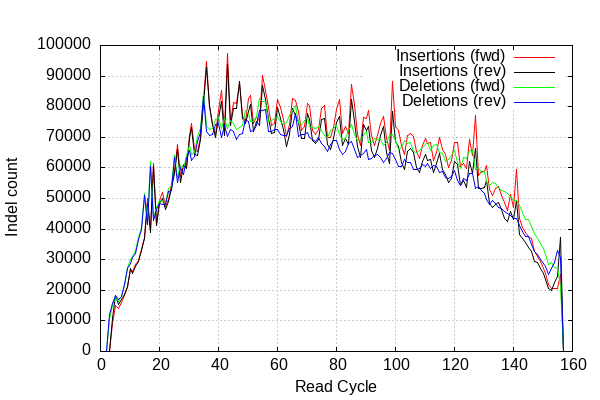 100000
90000
80000
70000
60000
50000
40000
30000
20000
10000
0
Indel count
Insertions (fwd)
Insertions (rev)
Deletions (fwd)
Deletions (rev)
0 20 40 60 80 100 120 140 160
Read Cycle